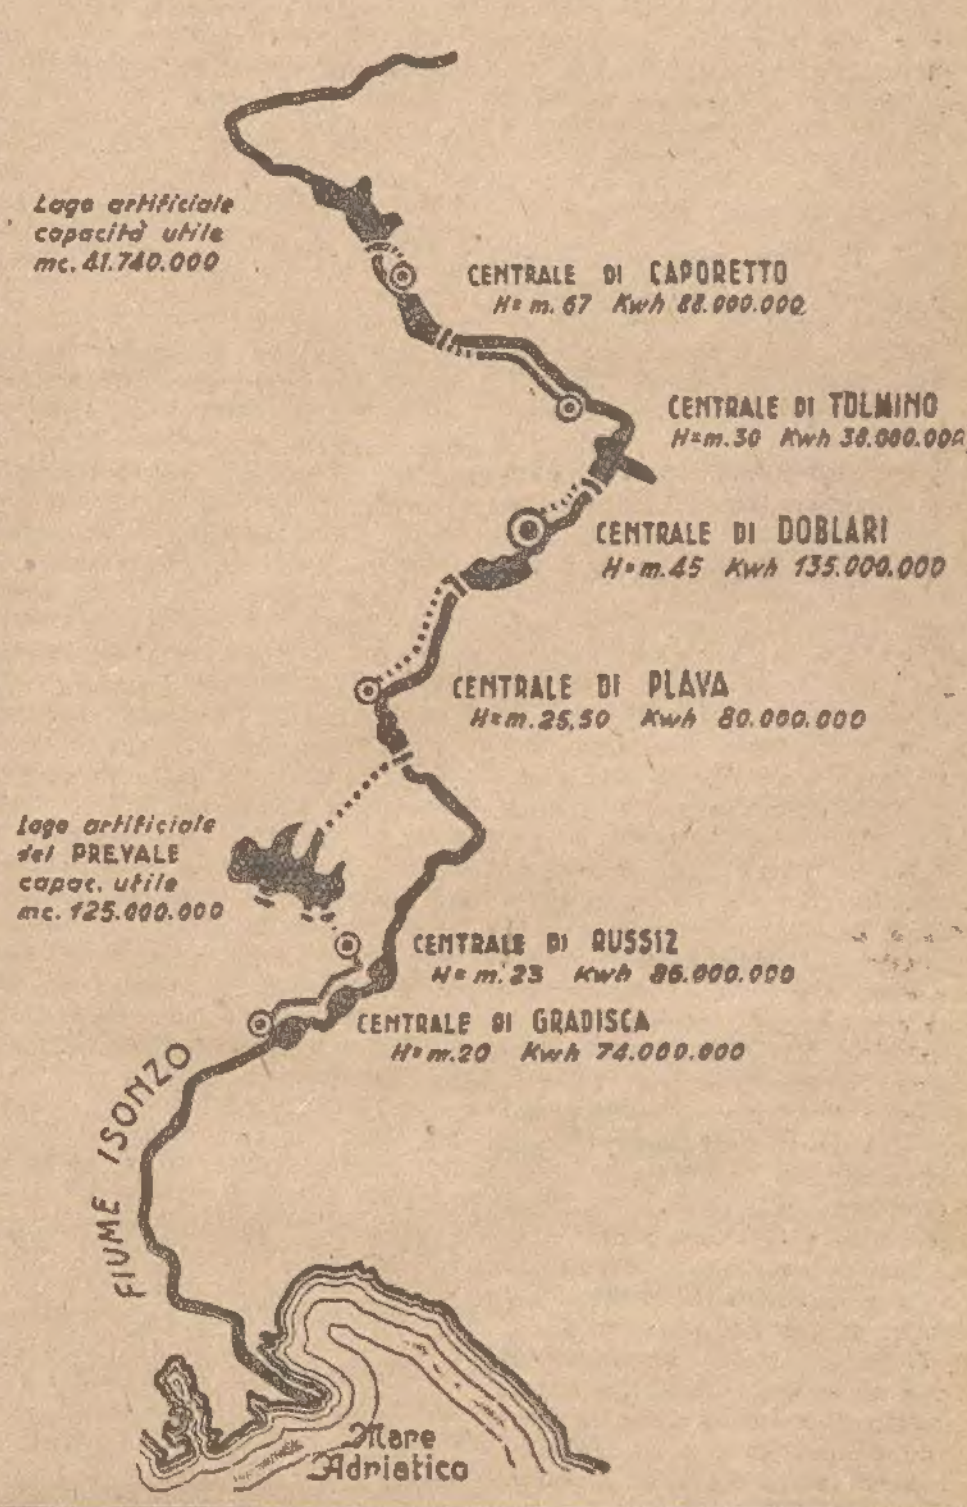 Lago artificiale
capacità utile
mc. 41.740.000
CENTRALE DI CAPORETTO
H= m. 67 Kwh 88.000.000
CENTRALE DI TOLMINO
H=m.30 Kwh 38.000.000
CENTRALE DI DOBLARI
H=m.45 Kwh 135.000.000
CENTRALE DI PLAVA
H=m.25,50 Kwh 80.000.000
lago artificiale
del PREVALE
capac. utile
mc. 125.000.000
CENTRALE DI RUSSIZ
H= m. 23 Kwh 86.000.000
CENTRALE DI GRADISCA
H=m.20 Kwh 74.000.000
FIUME ISONZO
Mare
Adriatico